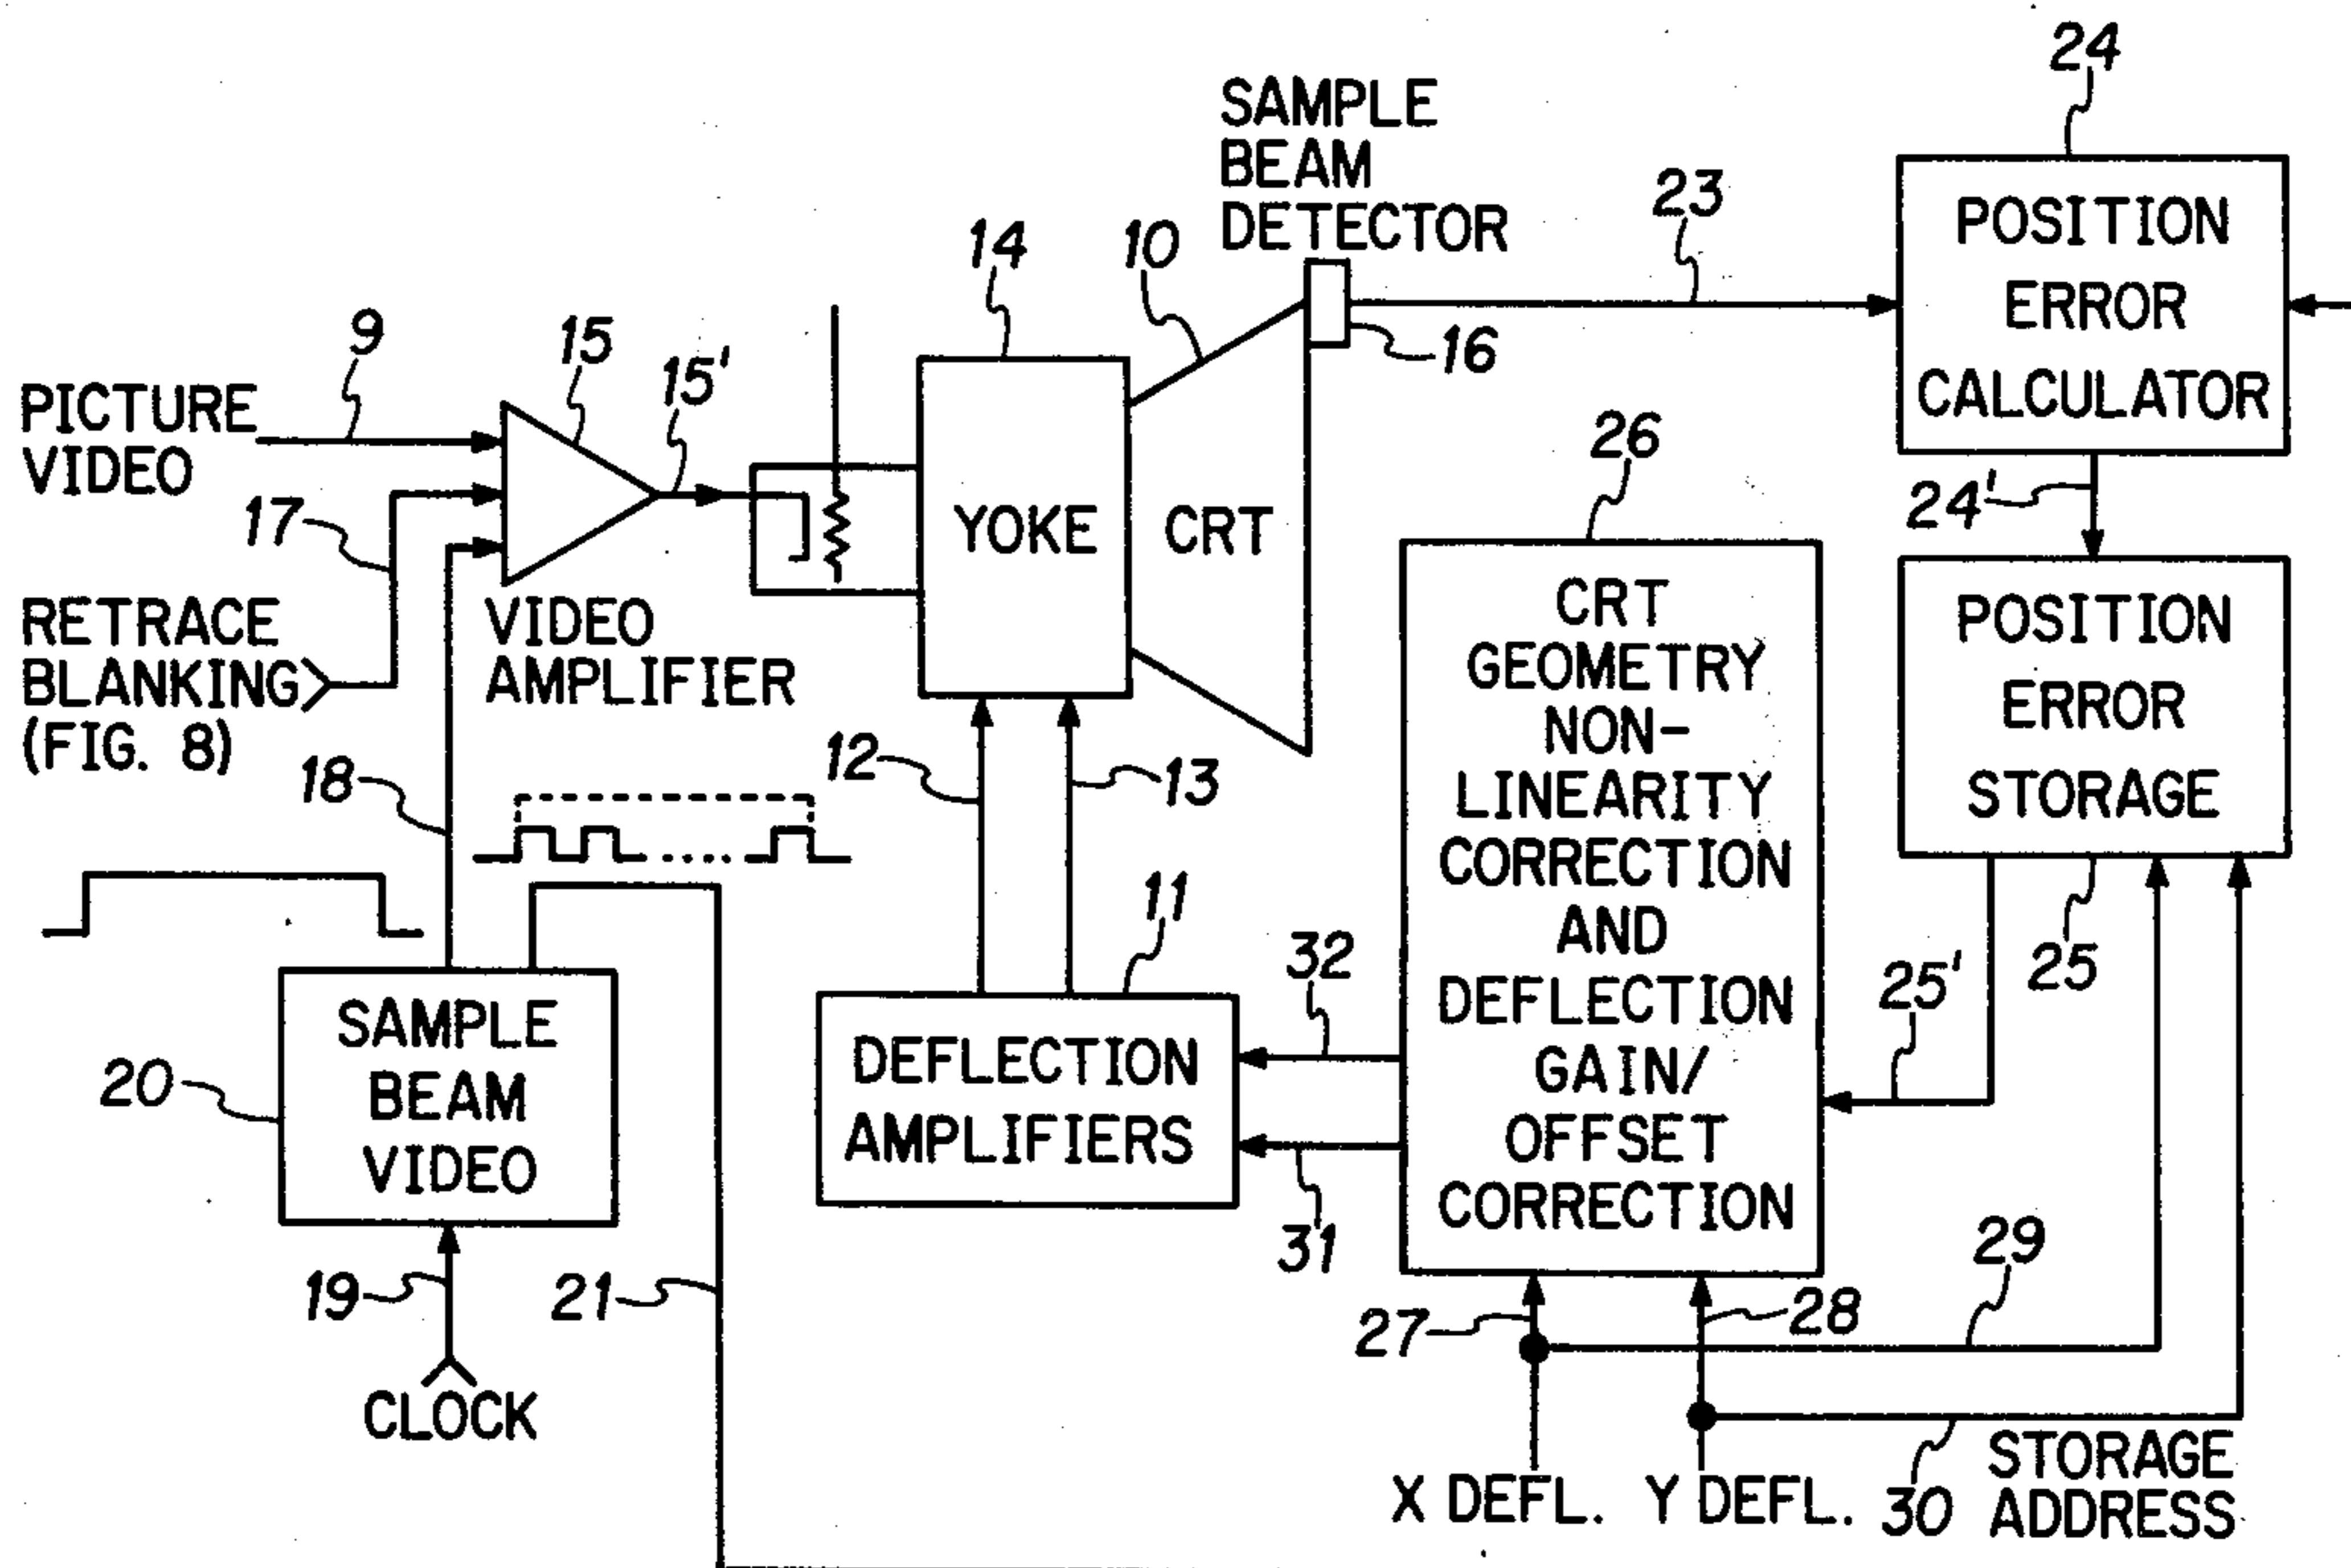 24
SAMPLE
BEAM
DETECTOR
23
14
10
16
POSITION
ERROR
CALCULATOR
9
15
15'
PICTURE
VIDEO
17
YOKE
CRT
26
24'
RETRACE
BLANKING
(FIG. 8)
VIDEO
AMPLIFIER
CRT
GEOMETRY
NON-
LINEARITY
CORRECTION
AND
DEFLECTION
GAIN/
OFFSET
CORRECTION
POSITION
ERROR
STORAGE
18
12
13
11
32
25'
25
SAMPLE
BEAM
VIDEO
20
DEFLECTION
AMPLIFIERS
31
29
19
21
27
28
CLOCK
X DEFL.
Y DEFL.
30
STORAGE
ADDRESS